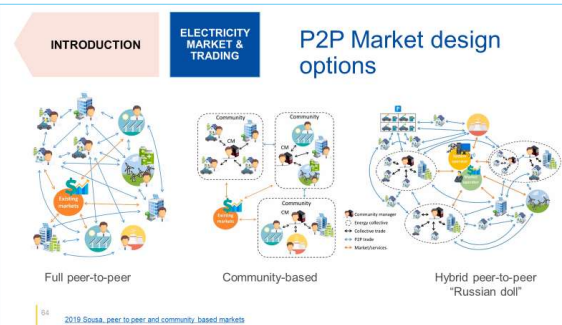 INTRODUCTION
ELECTRICITY
MARKET &
TRADING
P2P Market design
options
Community
CM
Community
CM
Community
CM
Existing
markets
Existing
markets
P
Community manager
Energy collective
Collective trade
P2P trade
Market/services
Full peer-to-peer
Community-based
Hybrid peer-to-peer
"Russian doll"
64
2019 Sousa, peer to peer and community based markets